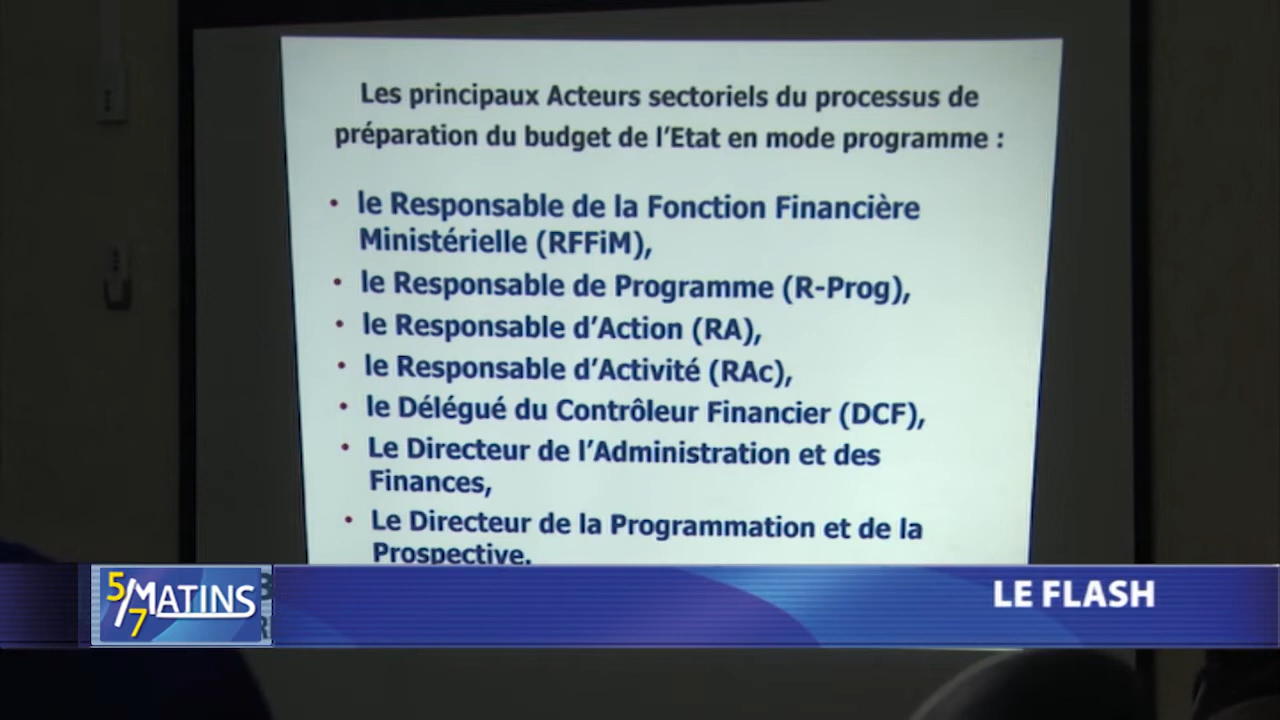 Les principaux Acteurs sectoriels du processus de
préparation du budget de l'Etat en mode programme :
• le Responsable de la Fonction Financière
Ministérielle (RFFiM),
• le Responsable de Programme (R-Prog),
• le Responsable d'Action (RA),
• le Responsable d'Activité (RAc),
• le Délégué du Contrôleur Financier (DCF),
• Le Directeur de l'Administration et des
Finances,
• Le Directeur de la Programmation et de la
Prospective.
5/7 MATINS
LE FLASH